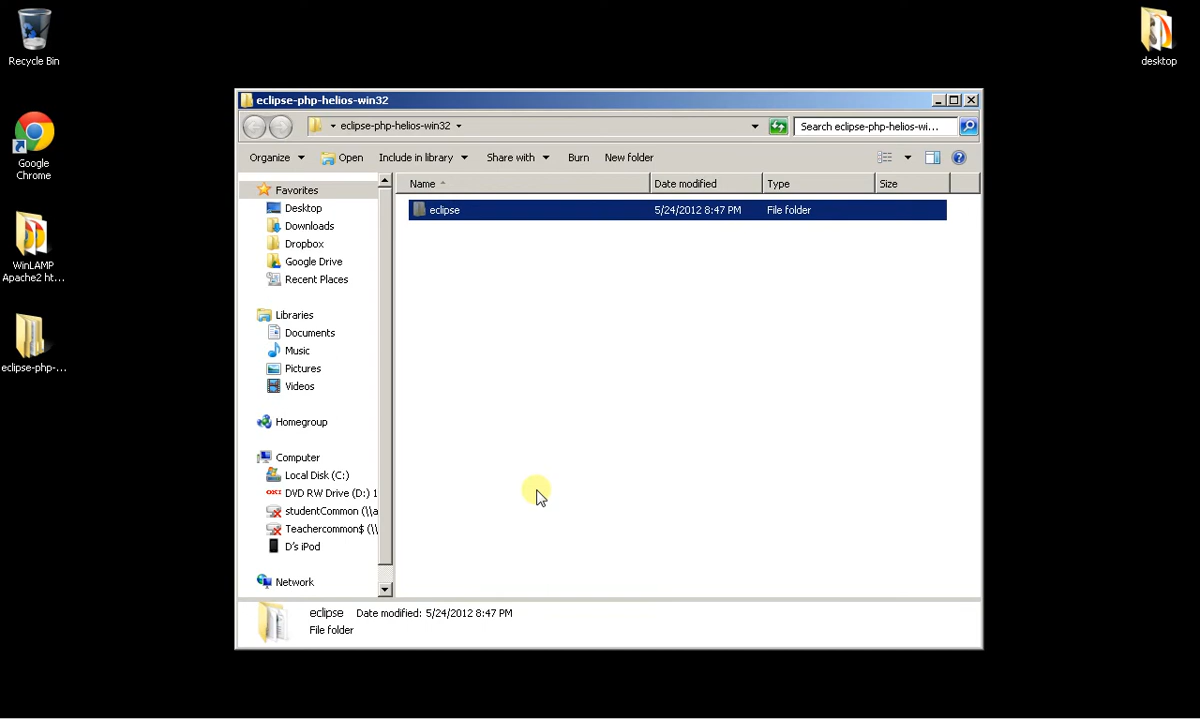 Recycle Bin
desktop
Google
Chrome
WinLAMP
Apache2 ht...
eclipse-php-...
eclipse-php-helios-win32
eclipse-php-helios-win32
Search eclipse-php-helios-wi...
Organize Open Include in library Share with Burn New folder
Name Date modified Type Size
eclipse 5/24/2012 8:47 PM File folder
Favorites
Desktop
Downloads
Dropbox
Google Drive
Recent Places
Libraries
Documents
Music
Pictures
Videos
Homegroup
Computer
Local Disk (C:)
DVD RW Drive (D:) 1
studentCommon (\\a
Teachercommon$ (\\
D's iPod
Network
eclipse Date modified: 5/24/2012 8:47 PM
File folder